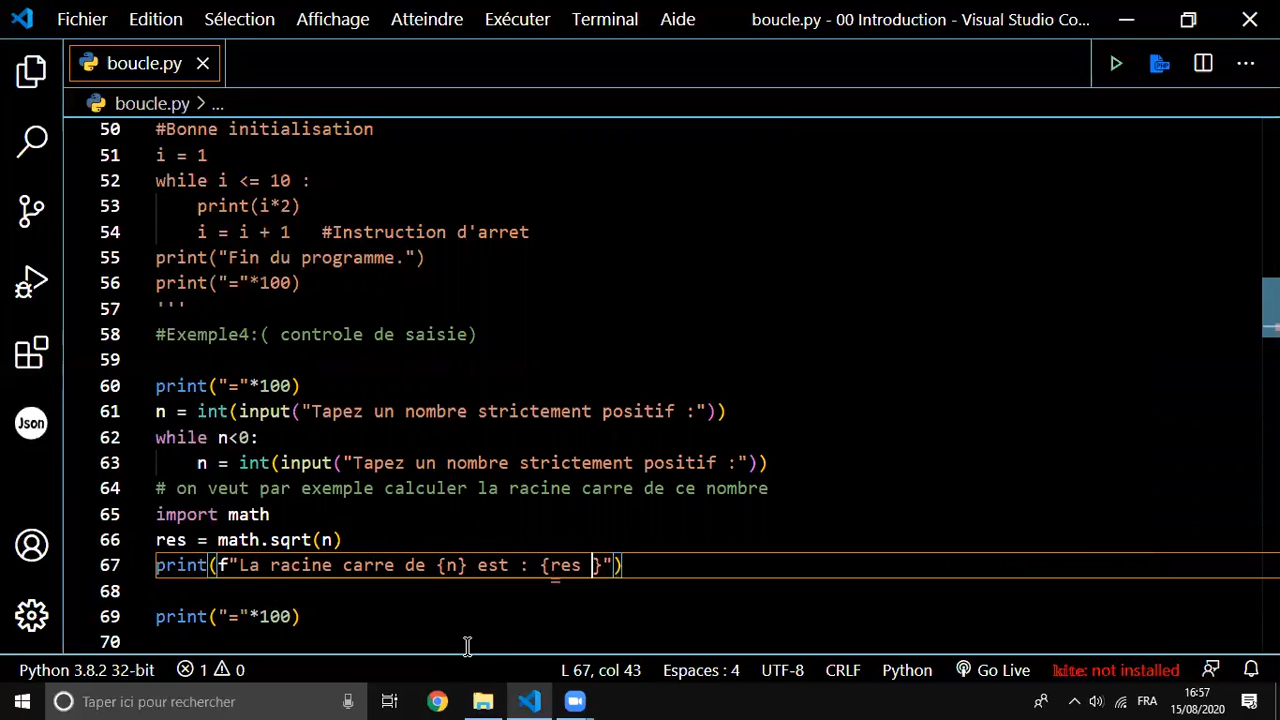 Fichier Edition Sélection Affichage Atteindre Exécuter Terminal Aide boucle.py - 00 Introduction - Visual Studio Co...
boucle.py
boucle.py > ...
50 #Bonne initialisation
51 i = 1
52 while i <= 10 :
53 print(i*2)
54 i = i + 1 #Instruction d'arret
55 print("Fin du programme.")
56 print("="*100)
57 '''
58 #Exemple4:( controle de saisie)
59
60 print("="*100)
61 n = int(input("Tapez un nombre strictement positif :"))
62 while n<0:
63 n = int(input("Tapez un nombre strictement positif :"))
64 # on veut par exemple calculer la racine carre de ce nombre
65 import math
66 res = math.sqrt(n)
67 print(f"La racine carre de {n} est : {res }")
68
69 print("="*100)
70
Json
Python 3.8.2 32-bit 1 0 L 67, col 43 Espaces : 4 UTF-8 CRLF Python Go Live kite: not installed
Taper ici pour rechercher
FRA
16:57
15/08/2020